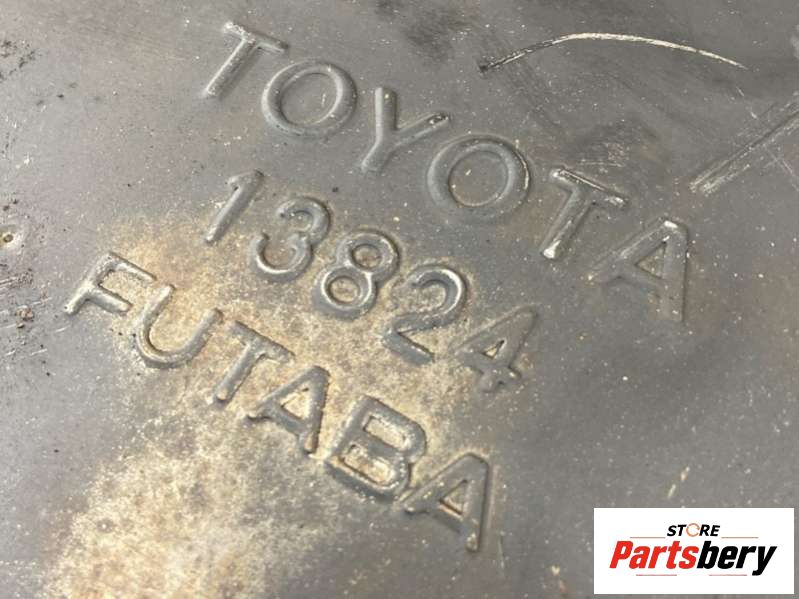 TOYOTA
13824
FUTABA
STORE
Partsbery